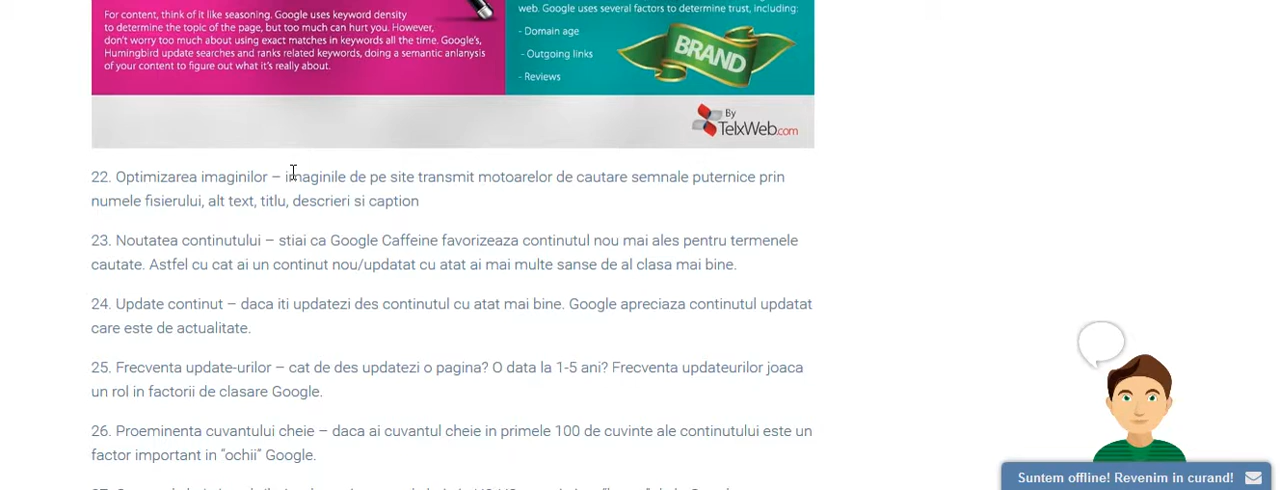 For content, think of it like seasoning. Google uses keyword density
to determine the topic of the page, but too much can hurt you. However,
don't worry too much about using exact matches in keywords all the time. Google's,
Hummingbird update searches and ranks related keywords, doing a semantic anlanysis
of your content to figure out what it's really about.
web. Google uses several factors to determine trust, including:
- Domain age
- Outgoing links
- Reviews
BRAND
By
TelxWeb.com
22. Optimizarea imaginilor – imaginile de pe site transmit motoarelor de cautare semnale puternice prin
numele fisierului, alt text, titlu, descrieri si caption
23. Noutatea continutului – stiai ca Google Caffeine favorizeaza continutul nou mai ales pentru termenele
cautate. Astfel cu cat ai un continut nou/updatat cu atat ai mai multe sanse de al clasa mai bine.
24. Update continut – daca iti updatezi des continutul cu atat mai bine. Google apreciaza continutul updatat
care este de actualitate.
25. Frecventa update-urilor – cat de des updatezi o pagina? O data la 1-5 ani? Frecventa updateurilor joaca
un rol in factorii de clasare Google.
26. Proeminenta cuvantului cheie – daca ai cuvantul cheie in primele 100 de cuvinte ale continutului este un
factor important in “ochii” Google.
Suntem offline! Revenim in curand!